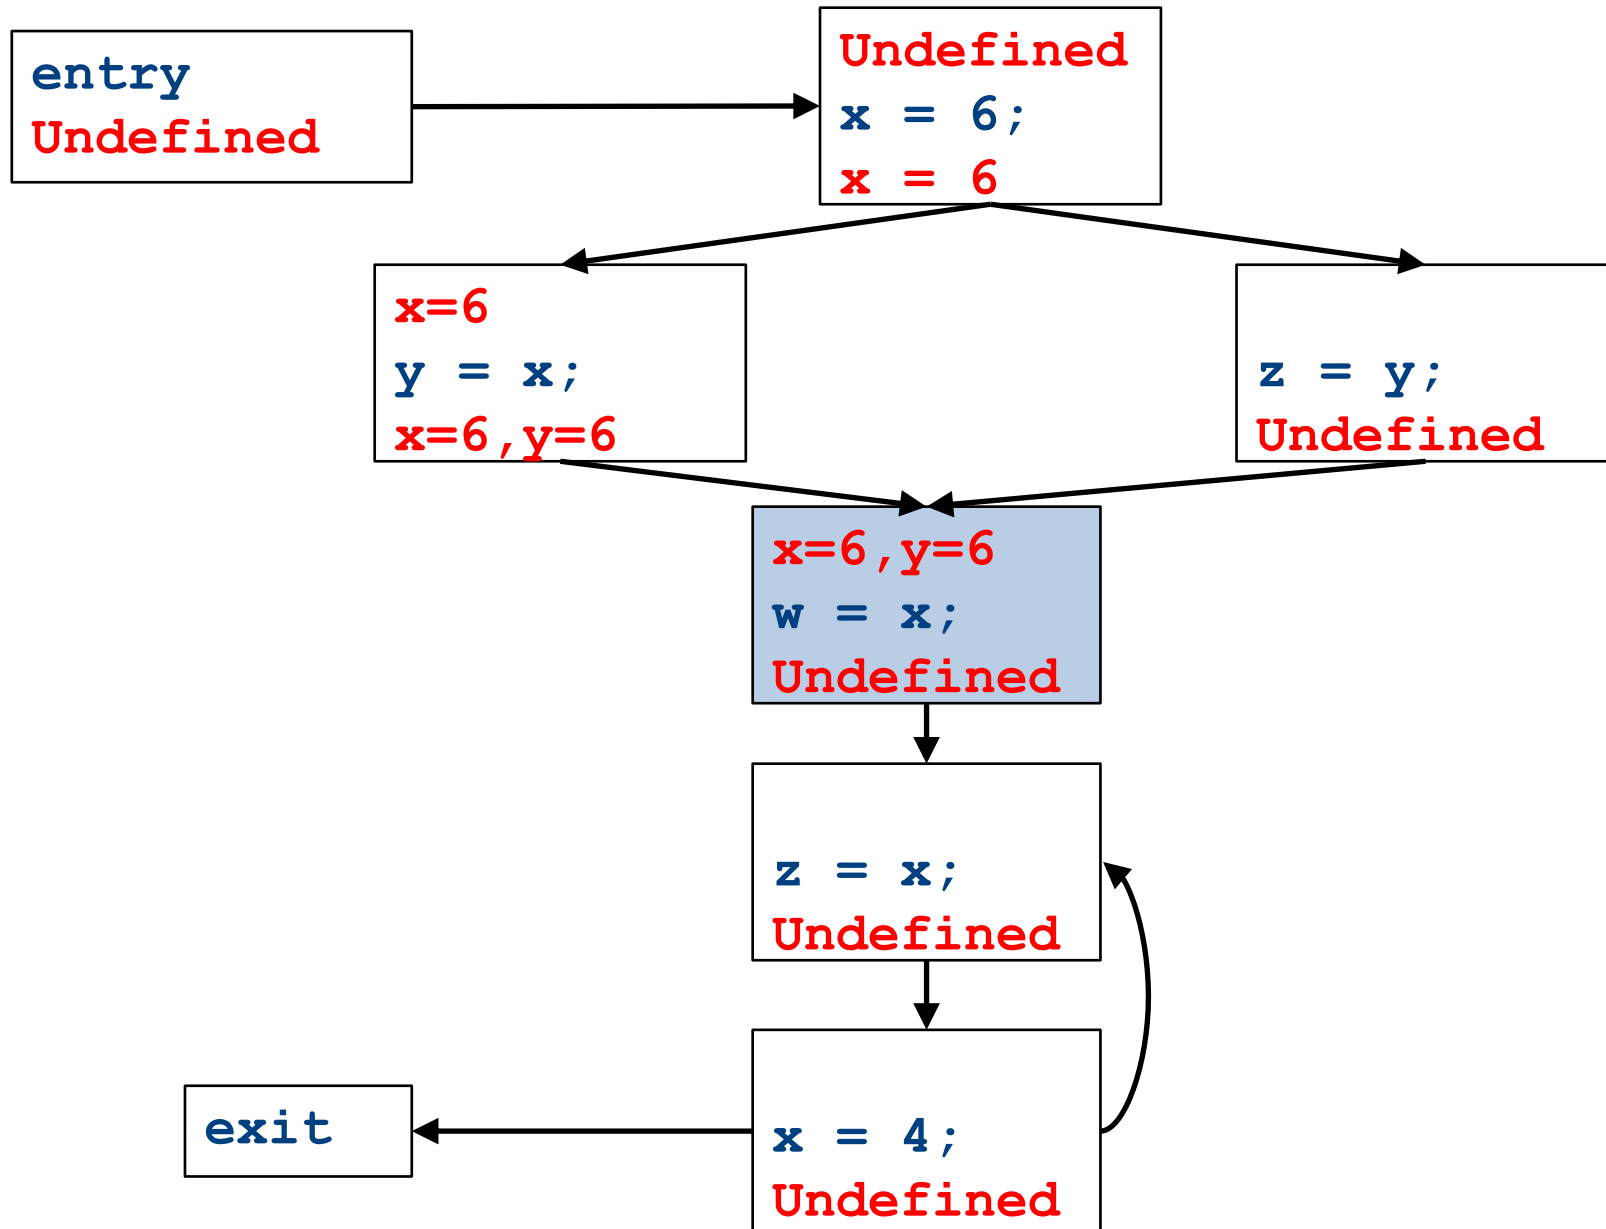 entry
Undefined
Undefined
x = 6;
x = 6
x=6
y = x;
x=6,y=6
z = y;
Undefined
x=6,y=6
w = x;
Undefined
z = x;
Undefined
exit
x = 4;
Undefined